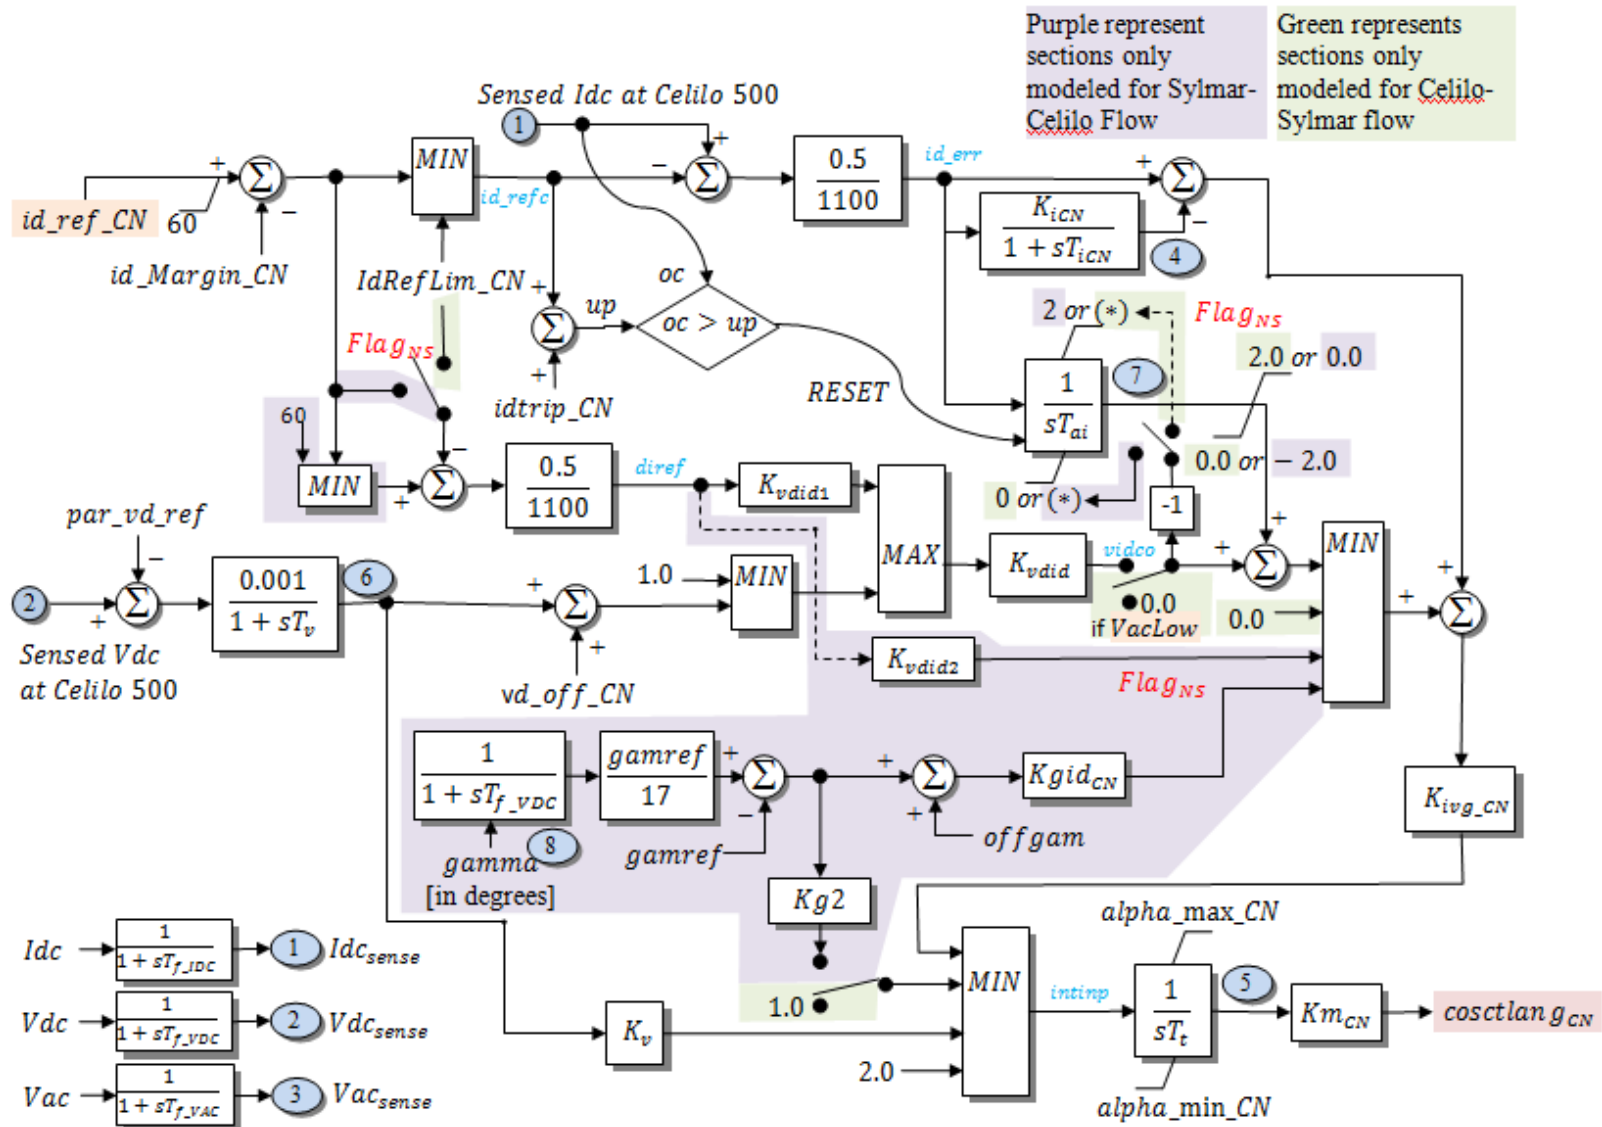 Purple represent
sections only
modeled for Sylmar-
Celilo Flow
Green represents
sections only
modeled for Celilo-
Sylmar flow
Sensed Idc at Celilo 500
1
+
+
Σ
−
id_ref_CN
60
id_Margin_CN
MIN
id_refc
−
Σ
0.5
1100
id_err
+
Σ
−
K_iCN
1 + sT_iCN
4
IdRefLim_CN
Flag_NS
+
Σ
+
up
oc
oc > up
idtrip_CN
RESET
2 or (*)
Flag_NS
1
sT_ai
7
2.0 or 0.0
0.0 or − 2.0
0 or (*)
-1
60
MIN
+
−
Σ
0.5
1100
diref
K_vdid1
MAX
K_vdid
vidco
0.0
if VacLow
+
+
Σ
MIN
0.0
par_vd_ref
−
2
+
Σ
Sensed Vdc
at Celilo 500
0.001
1 + sT_v
6
+
Σ
+
vd_off_CN
1.0
MIN
K_vdid2
Flag_NS
+
+
Σ
1
1 + sT_f_VDC
gamref
17
+
Σ
−
+
Σ
+
Kgid_CN
K_ivg_CN
8
gamma
[in degrees]
gamref
offgam
Kg2
1.0
K_v
2.0
MIN
intinp
alpha_max_CN
1
sT_t
5
alpha_min_CN
Km_CN
cosctlang_CN
Idc
1
1 + sT_f_IDC
1
Idc_sense
Vdc
1
1 + sT_f_VDC
2
Vdc_sense
Vac
1
1 + sT_f_VAC
3
Vac_sense